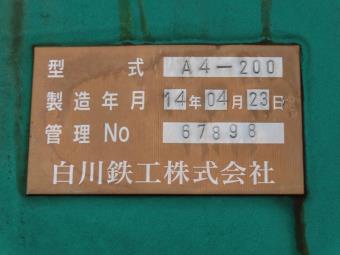 型式 A4-200
製造年月 14年04月23日
管理No 67898
白川鉄工株式会社